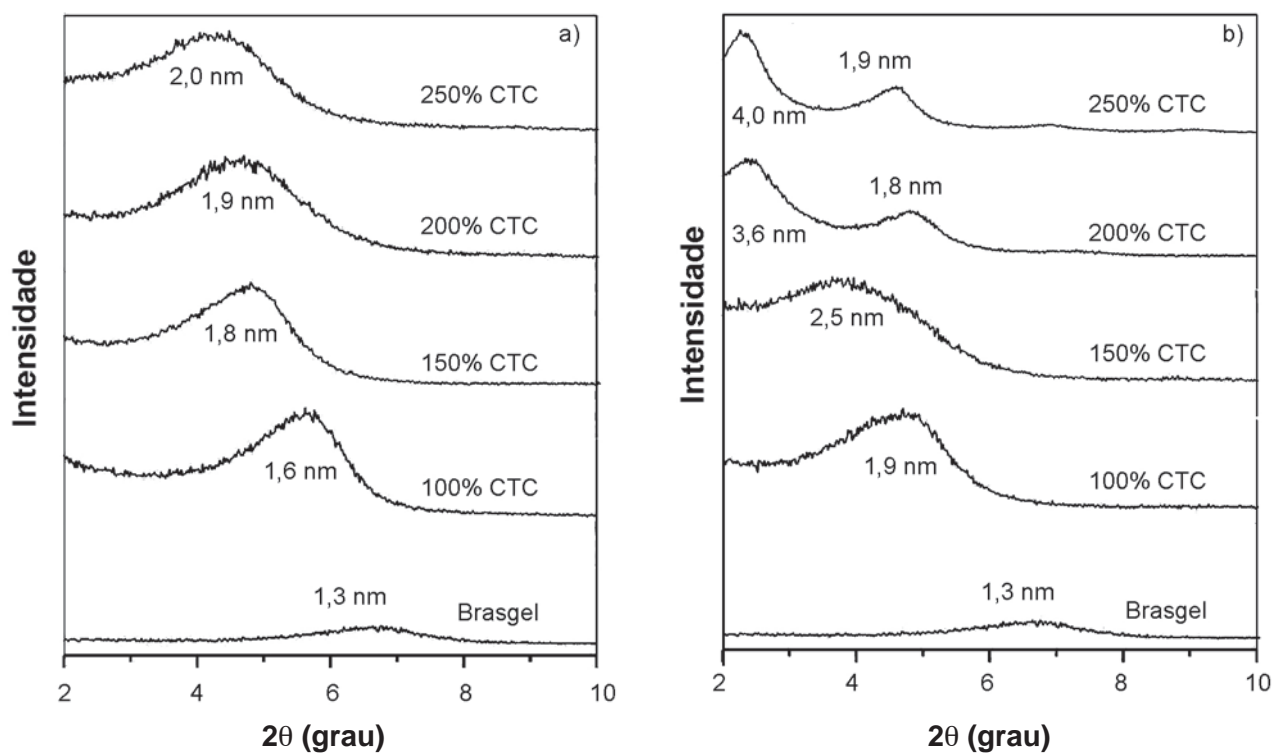 a)
2,0 nm
250% CTC
1,9 nm
200% CTC
1,8 nm
150% CTC
1,6 nm
100% CTC
1,3 nm
Brasgel
Intensidade
2 4 6 8 10
2θ (grau)
b)
1,9 nm
4,0 nm
250% CTC
1,8 nm
3,6 nm
200% CTC
2,5 nm
150% CTC
1,9 nm
100% CTC
1,3 nm
Brasgel
Intensidade
2 4 6 8 10
2θ (grau)